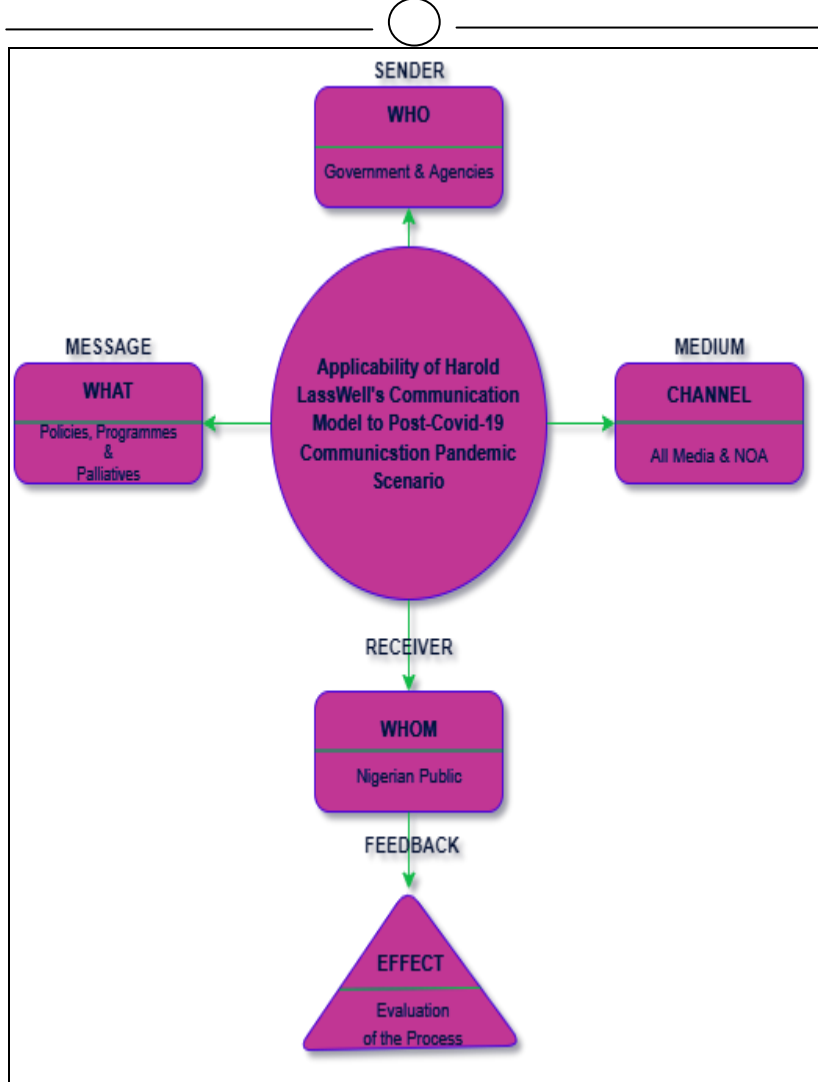 SENDER
WHO
Government & Agencies
MESSAGE
WHAT
Policies, Programmes
&
Palliatives
Applicability of Harold
LassWell's Communication
Model to Post-Covid-19
Communicstion Pandemic
Scenario
MEDIUM
CHANNEL
All Media & NOA
RECEIVER
WHOM
Nigerian Public
FEEDBACK
EFFECT
Evaluation
of the Process